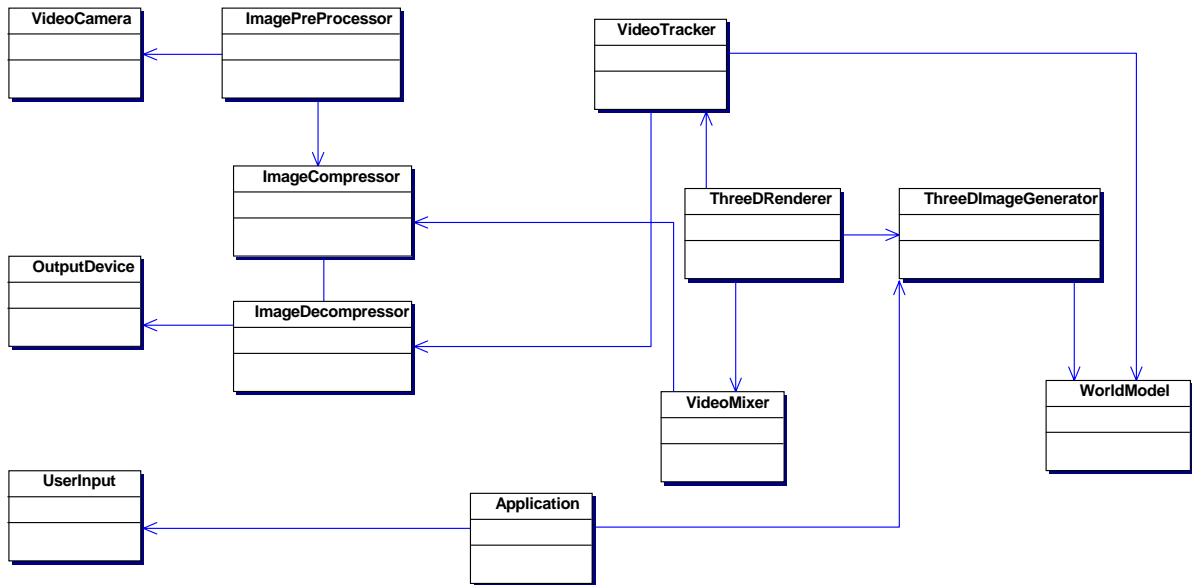 VideoCamera
ImagePreProcessor
VideoTracker
ImageCompressor
ThreeDRenderer
ThreeDImageGenerator
OutputDevice
ImageDecompressor
VideoMixer
WorldModel
UserInput
Application